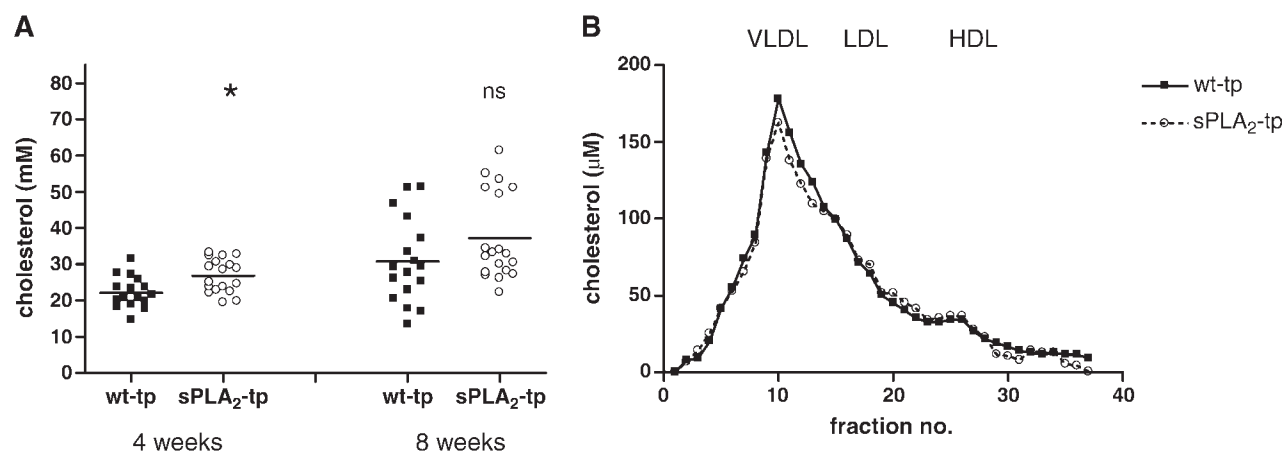 A
cholesterol (mM)
80
70
60
50
40
30
20
10
0
*
ns
wt-tp sPLA₂-tp wt-tp sPLA₂-tp
4 weeks 8 weeks
B
VLDL LDL HDL
cholesterol (μM)
200
150
100
50
0
0 10 20 30 40
fraction no.
wt-tp
sPLA₂-tp